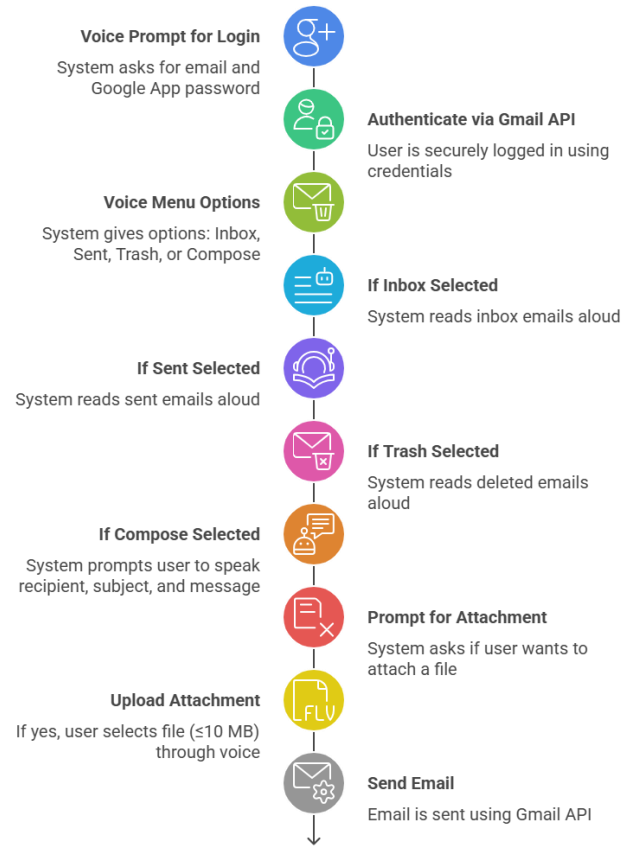 Voice Prompt for Login
System asks for email and
Google App password
Authenticate via Gmail API
User is securely logged in using
credentials
Voice Menu Options
System gives options: Inbox,
Sent, Trash, or Compose
If Inbox Selected
System reads inbox emails aloud
If Sent Selected
System reads sent emails aloud
If Trash Selected
System reads deleted emails
aloud
If Compose Selected
System prompts user to speak
recipient, subject, and message
Prompt for Attachment
System asks if user wants to
attach a file
Upload Attachment
If yes, user selects file (≤10 MB)
through voice
FLV
Send Email
Email is sent using Gmail API